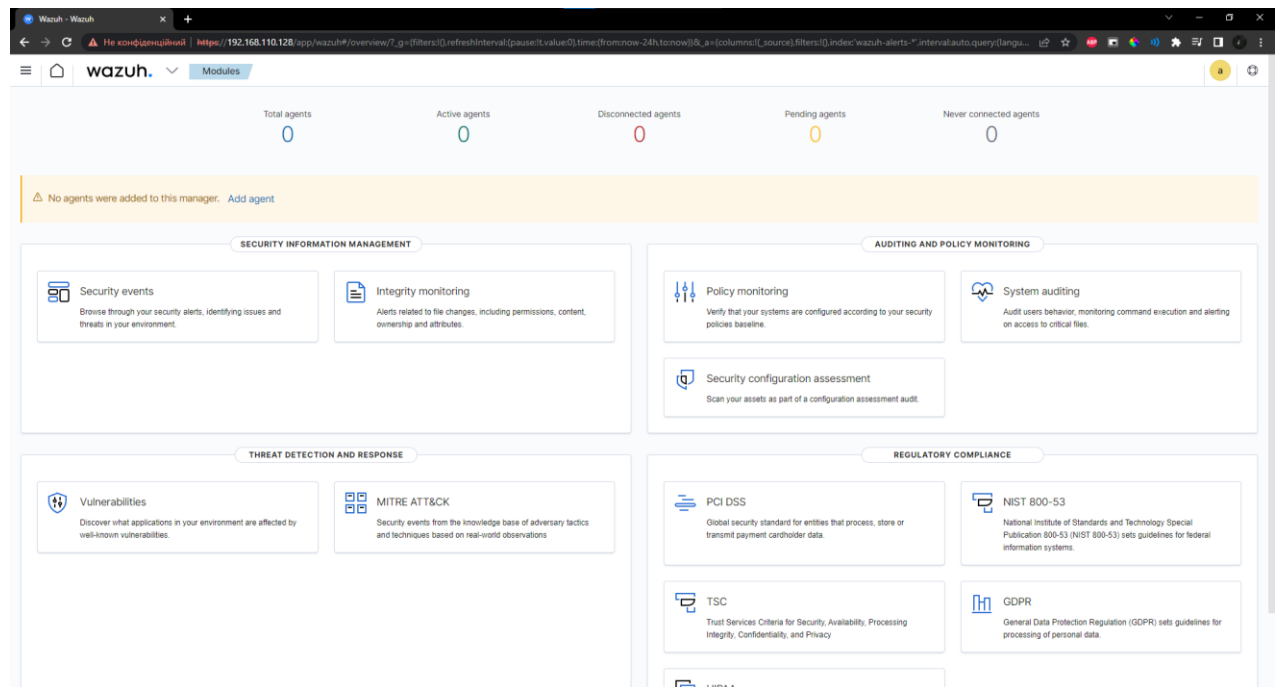 Wazuh - Wazuh
Не конфіденційний | https://192.168.110.128/app/wazuh#/overview/?_g=(filters:!(),refreshInterval:(pause:!t,value:0),time:(from:now-24h,to:now))&_a=(columns:!(_source),filters:!(),index:'wazuh-alerts-*',interval:auto,query:(langu...
wazuh. Modules a
Total agents Active agents Disconnected agents Pending agents Never connected agents
0 0 0 0 0
No agents were added to this manager. Add agent
SECURITY INFORMATION MANAGEMENT
Security events
Browse through your security alerts, identifying issues and
threats in your environment.
Integrity monitoring
Alerts related to file changes, including permissions, content,
ownership and attributes.
AUDITING AND POLICY MONITORING
Policy monitoring
Verify that your systems are configured according to your security
policies baseline.
System auditing
Audit users behavior, monitoring command execution and alerting
on access to critical files.
Security configuration assessment
Scan your assets as part of a configuration assessment audit.
THREAT DETECTION AND RESPONSE
Vulnerabilities
Discover what applications in your environment are affected by
well-known vulnerabilities.
MITRE ATT&CK
Security events from the knowledge base of adversary tactics
and techniques based on real-world observations
REGULATORY COMPLIANCE
PCI DSS
Global security standard for entities that process, store or
transmit payment cardholder data.
NIST 800-53
National Institute of Standards and Technology Special
Publication 800-53 (NIST 800-53) sets guidelines for federal
information systems.
TSC
Trust Services Criteria for Security, Availability, Processing
Integrity, Confidentiality, and Privacy
GDPR
General Data Protection Regulation (GDPR) sets guidelines for
processing of personal data.